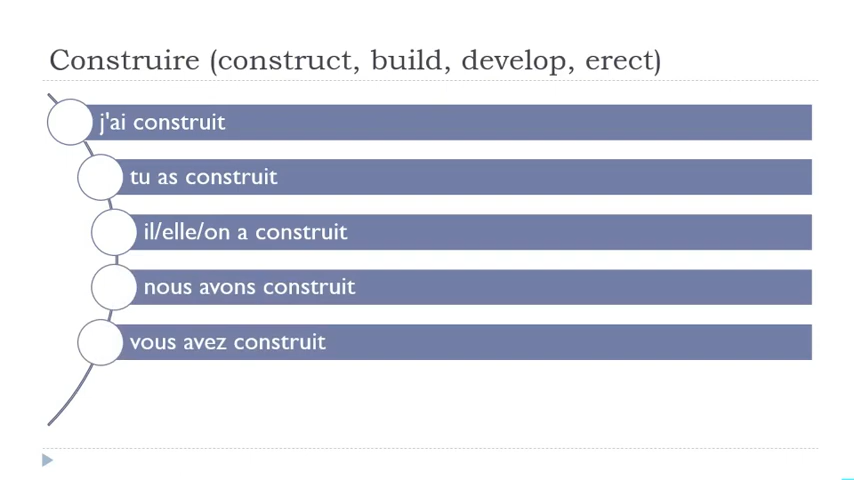 Construire (construct, build, develop, erect)
j'ai construit
tu as construit
il/elle/on a construit
nous avons construit
vous avez construit